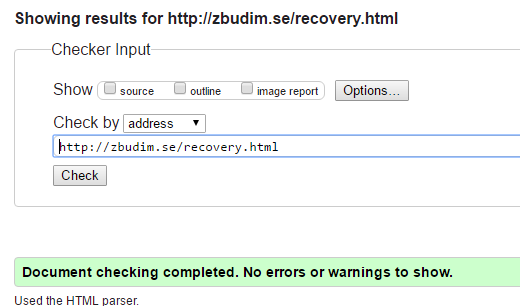 Showing results for http://zbudim.se/recovery.html
Checker Input
Show source outline image report Options...
Check by address
http://zbudim.se/recovery.html
Check
Document checking completed. No errors or warnings to show.
Used the HTML parser.